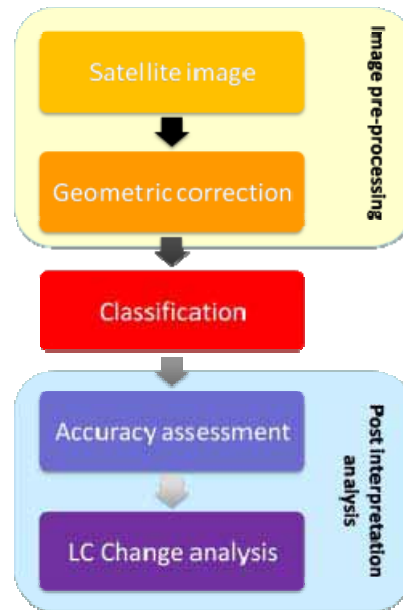 Satellite image
Geometric correction
Image pre-processing
Classification
Accuracy assessment
LC Change analysis
Post interpretation
analysis